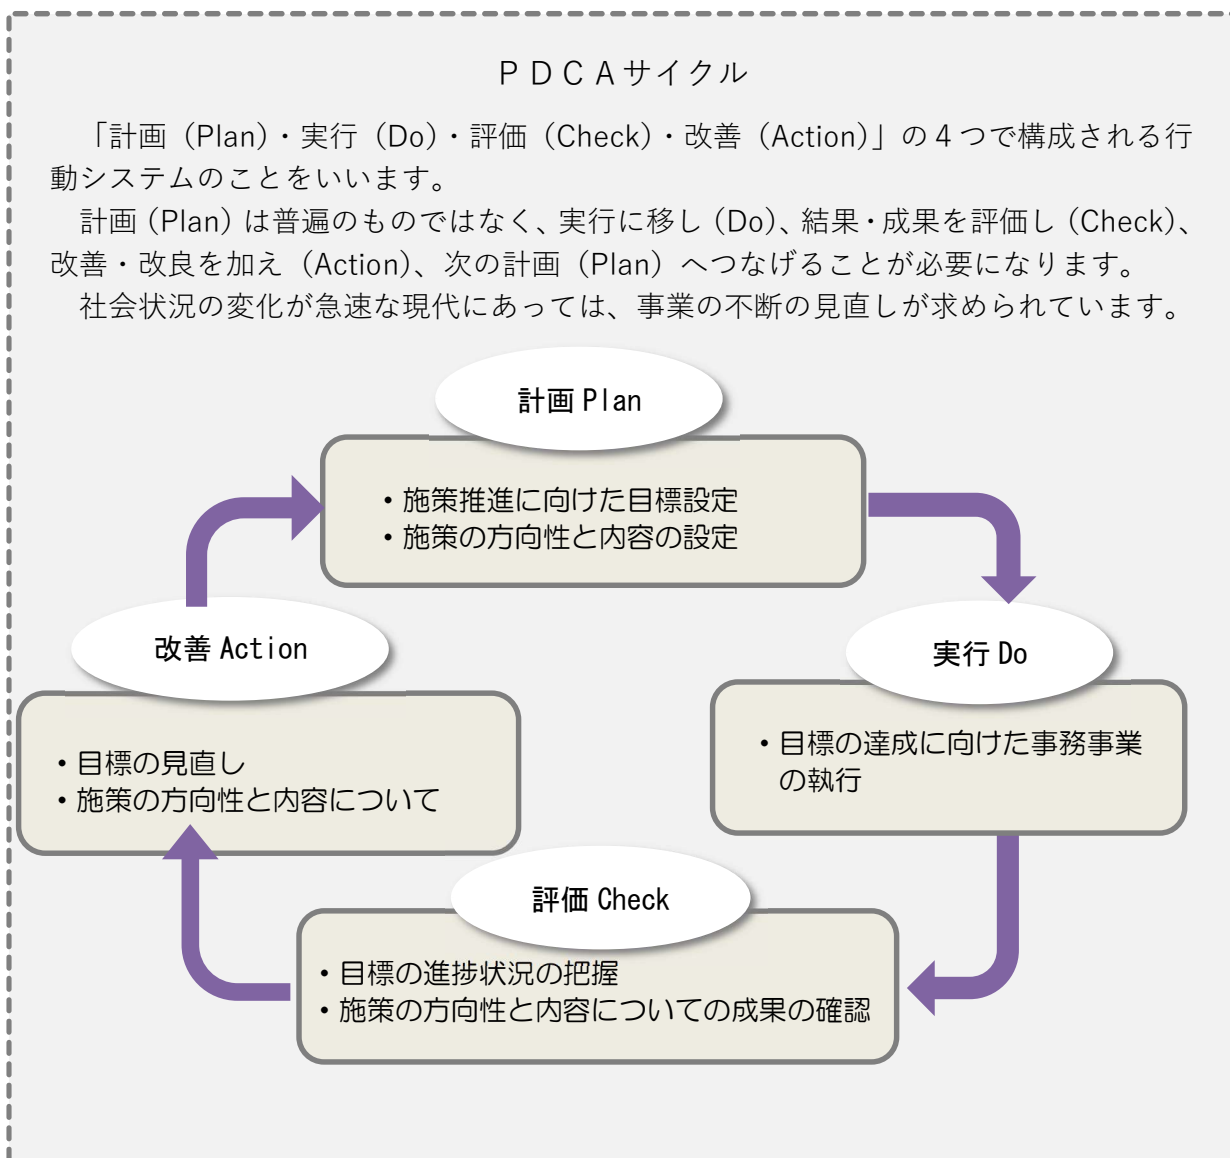 ＰＤＣＡサイクル
「計画（Plan）・実行（Do）・評価（Check）・改善（Action）」の４つで構成される行
動システムのことをいいます。
計画（Plan）は普遍のものではなく、実行に移し（Do）、結果・成果を評価し（Check）、
改善・改良を加え（Action）、次の計画（Plan）へつなげることが必要になります。
社会状況の変化が急速な現代にあっては、事業の不断の見直しが求められています。
計画 Plan
・施策推進に向けた目標設定
・施策の方向性と内容の設定
改善 Action
・目標の見直し
・施策の方向性と内容について
実行 Do
・目標の達成に向けた事務事業
の執行
評価 Check
・目標の進捗状況の把握
・施策の方向性と内容についての成果の確認